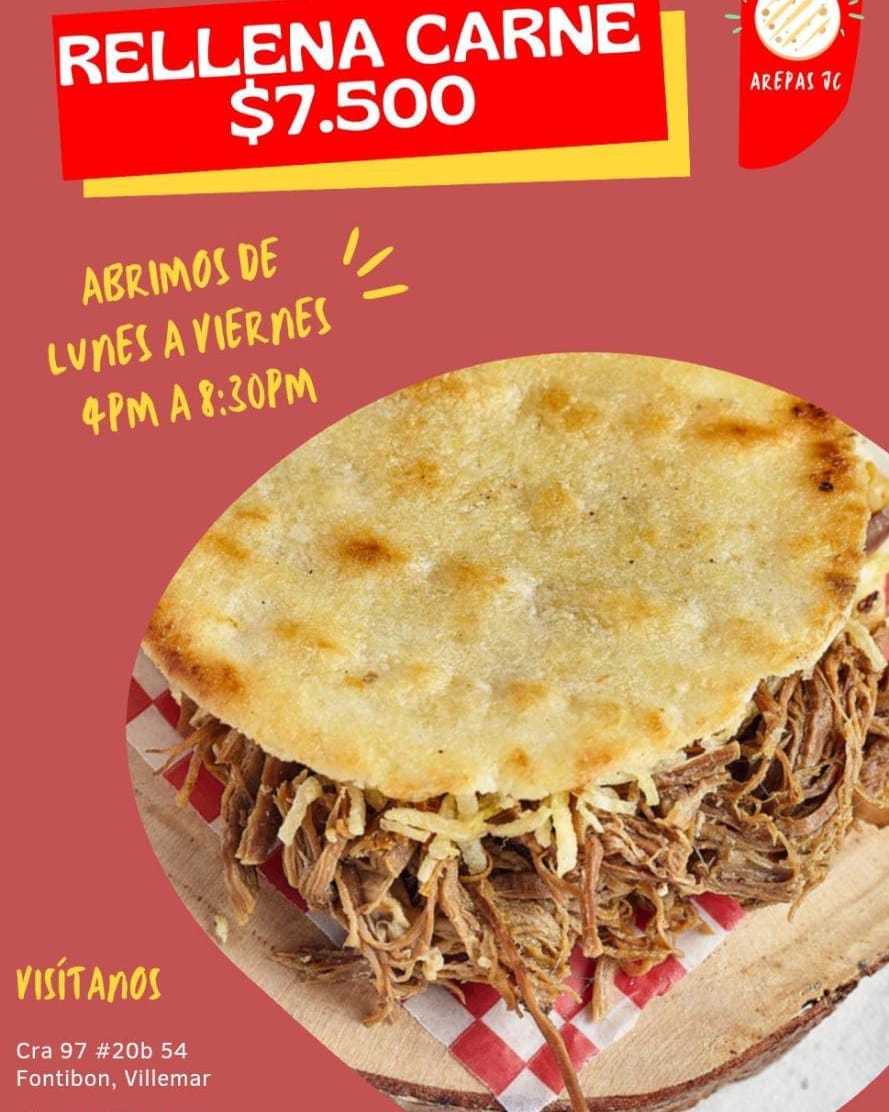 RELLENA CARNE
$7.500
AREPAS JC
ABRIMOS DE
LUNES A VIERNES
4PM A 8:30PM
VISÍTANOS
Cra 97 #20b 54
Fontibon, Villemar